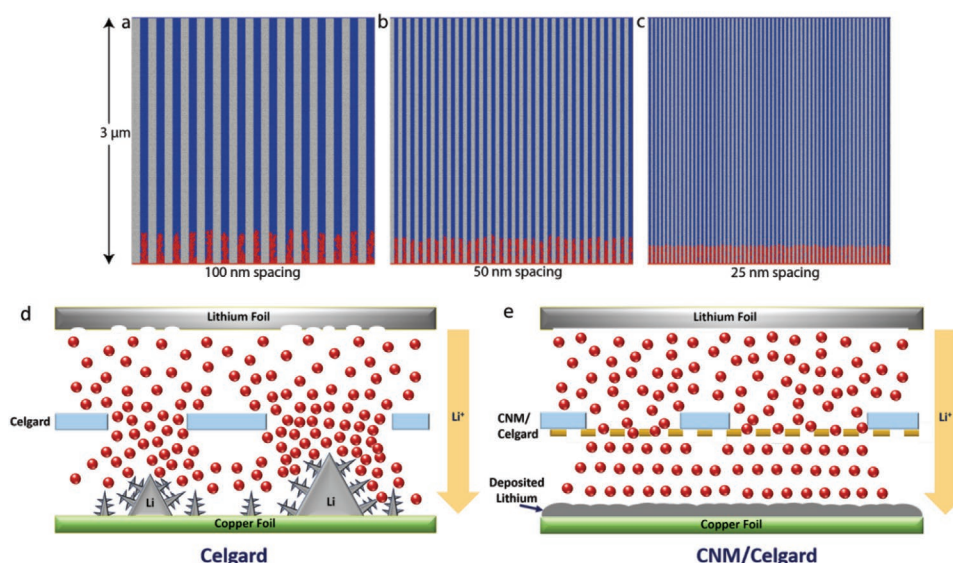 a
b
c
3 µm
100 nm spacing
50 nm spacing
25 nm spacing
d
Lithium Foil
Celgard
Li⁺
Li
Li
Copper Foil
Celgard
e
Lithium Foil
CNM/
Celgard
Li⁺
Deposited
Lithium
Copper Foil
CNM/Celgard